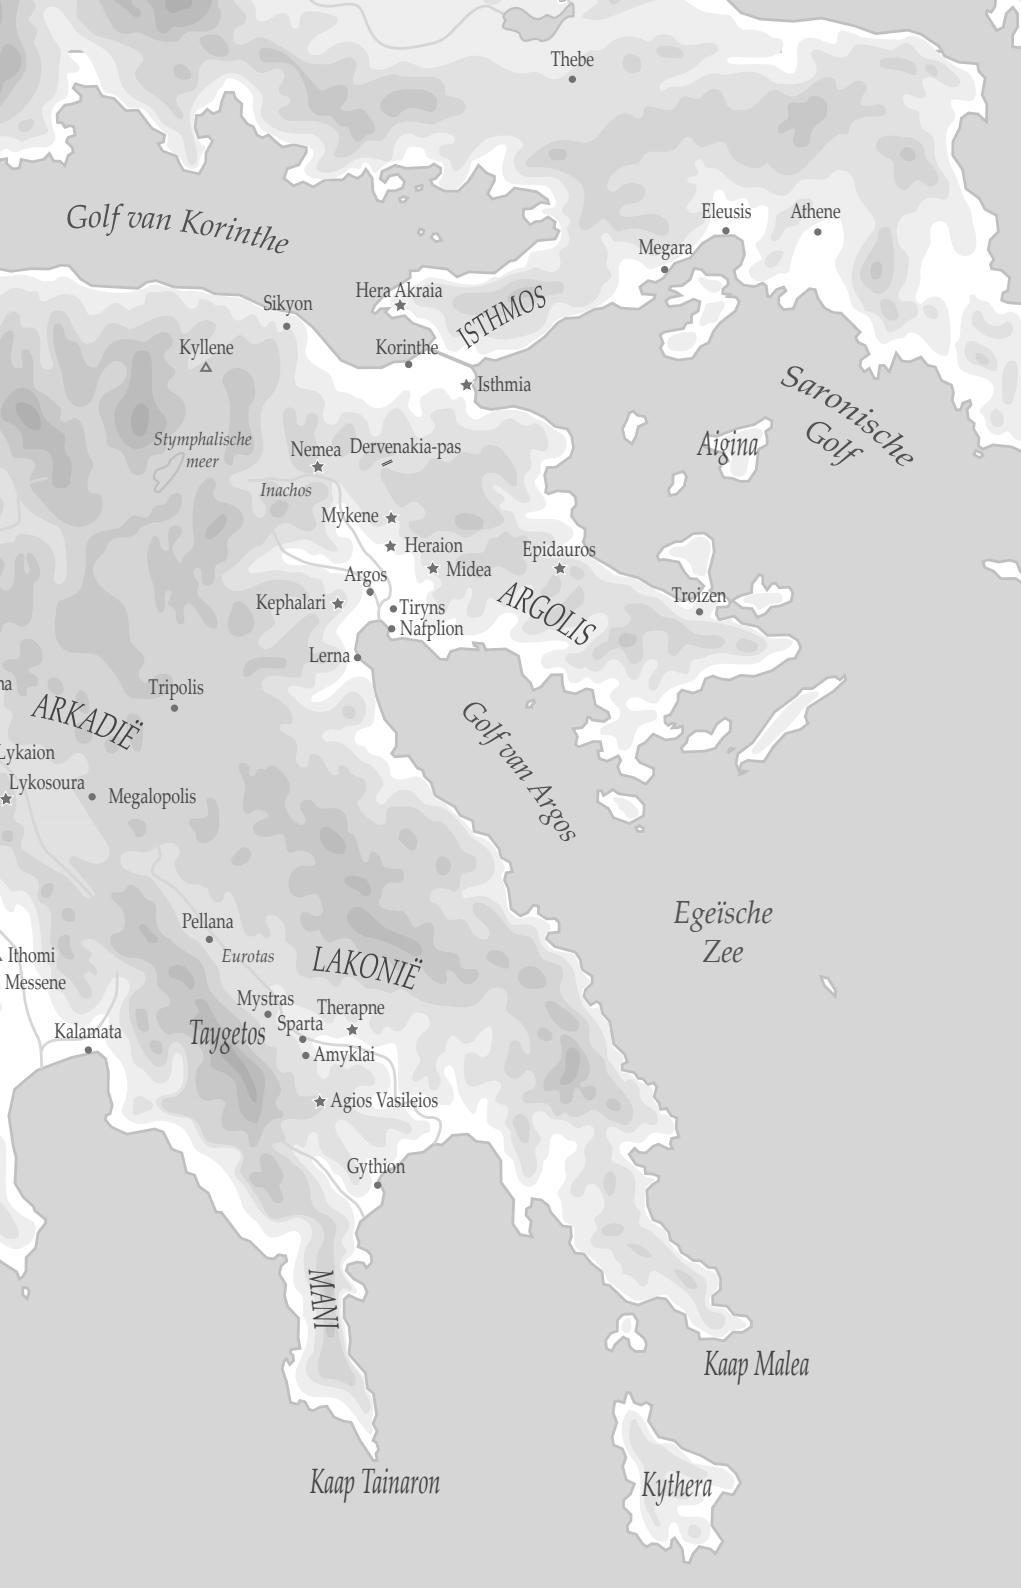 Thebe
Golf van Korinthe
Eleusis
Athene
Megara
Hera Akraia
Sikyon
ISTHMOS
Kyllene
Korinthe
Isthmia
Saronische
Golf
Stymphalische
meer
Nemea
Dervenakia-pas
Aigina
Inachos
Mykene
Heraion
Epidauros
Midea
Argos
ARGOLIS
Troizen
Kephalari
Tiryns
Nafplion
Lerna
na
Tripolis
ARKADIË
Golf van Argos
Lykaion
Lykosoura
Megalopolis
Egeïsche
Zee
Pellana
Eurotas
LAKONIË
Ithomi
Messene
Mystras
Therapne
Kalamata
Taygetos
Sparta
Amyklai
Agios Vasileios
Gythion
MANI
Kaap Malea
Kaap Tainaron
Kythera